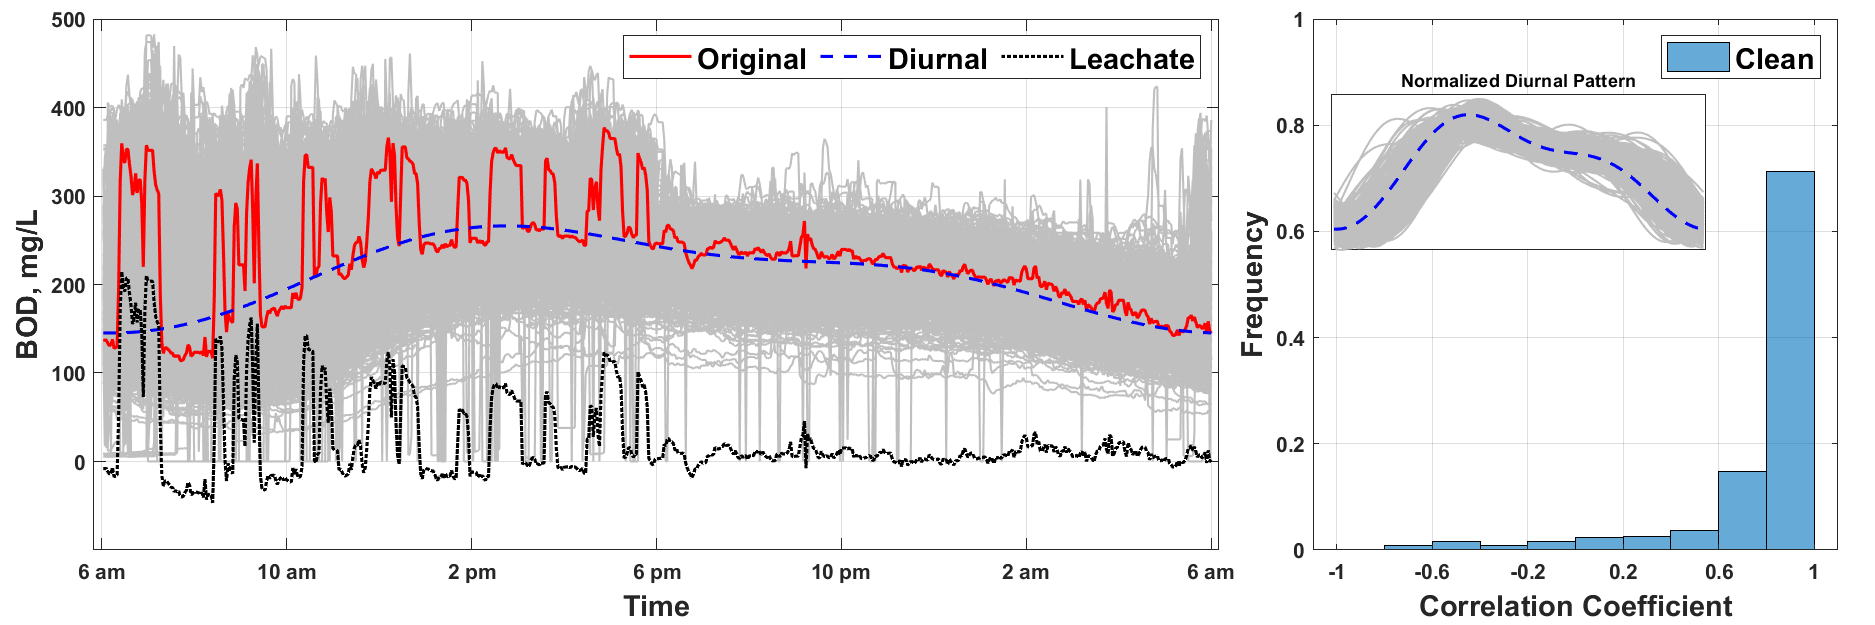 500
400
300
200
100
0
BOD, mg/L
Original
Diurnal
Leachate
6 am
10 am
2 pm
6 pm
10 pm
2 am
6 am
Time
1
0.8
0.6
0.4
0.2
0
Frequency
Clean
Normalized Diurnal Pattern
-1
-0.6
-0.2
0.2
0.6
1
Correlation Coefficient